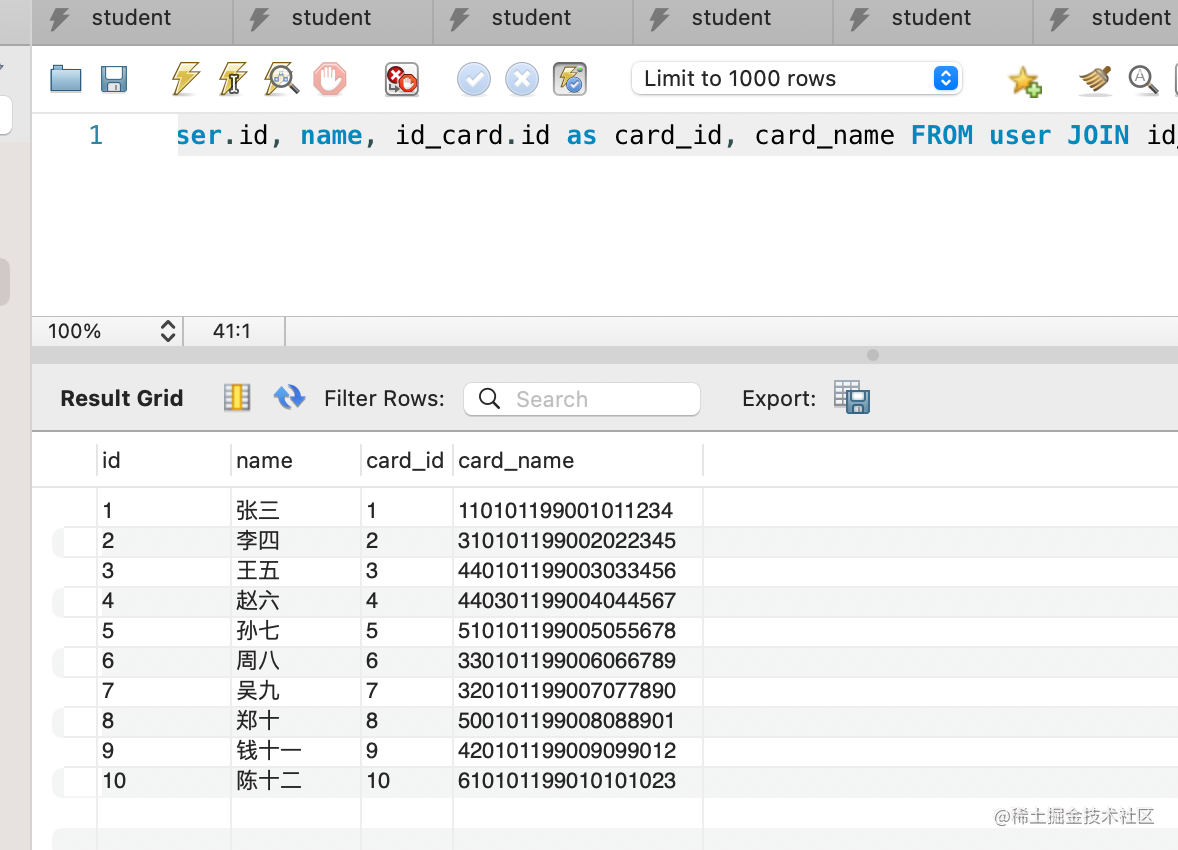 student student student student student student
Limit to 1000 rows
1 ser.id, name, id_card.id as card_id, card_name FROM user JOIN id_
100% 41:1
Result Grid Filter Rows: Search Export:
id name card_id card_name
1 张三 1 110101199001011234
2 李四 2 310101199002022345
3 王五 3 440101199003033456
4 赵六 4 440301199004044567
5 孙七 5 510101199005055678
6 周八 6 330101199006066789
7 吴九 7 320101199007077890
8 郑十 8 500101199008088901
9 钱十一 9 420101199009099012
10 陈十二 10 610101199010101023
@稀土掘金技术社区